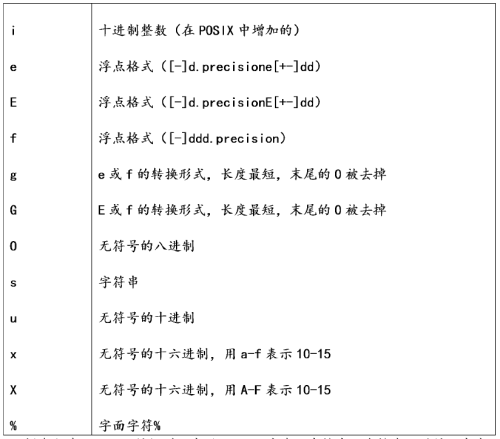 i 十进制整数（在 POSIX 中增加的）
e 浮点格式（[-]d.precisione[+-]dd）
E 浮点格式（[-]d.precisionE[+-]dd）
f 浮点格式（[-]ddd.precision）
g e 或 f 的转换形式，长度最短，末尾的 0 被去掉
G E 或 f 的转换形式，长度最短，末尾的 0 被去掉
O 无符号的八进制
s 字符串
u 无符号的十进制
x 无符号的十六进制，用 a-f 表示 10-15
X 无符号的十六进制，用 A-F 表示 10-15
% 字面字符%